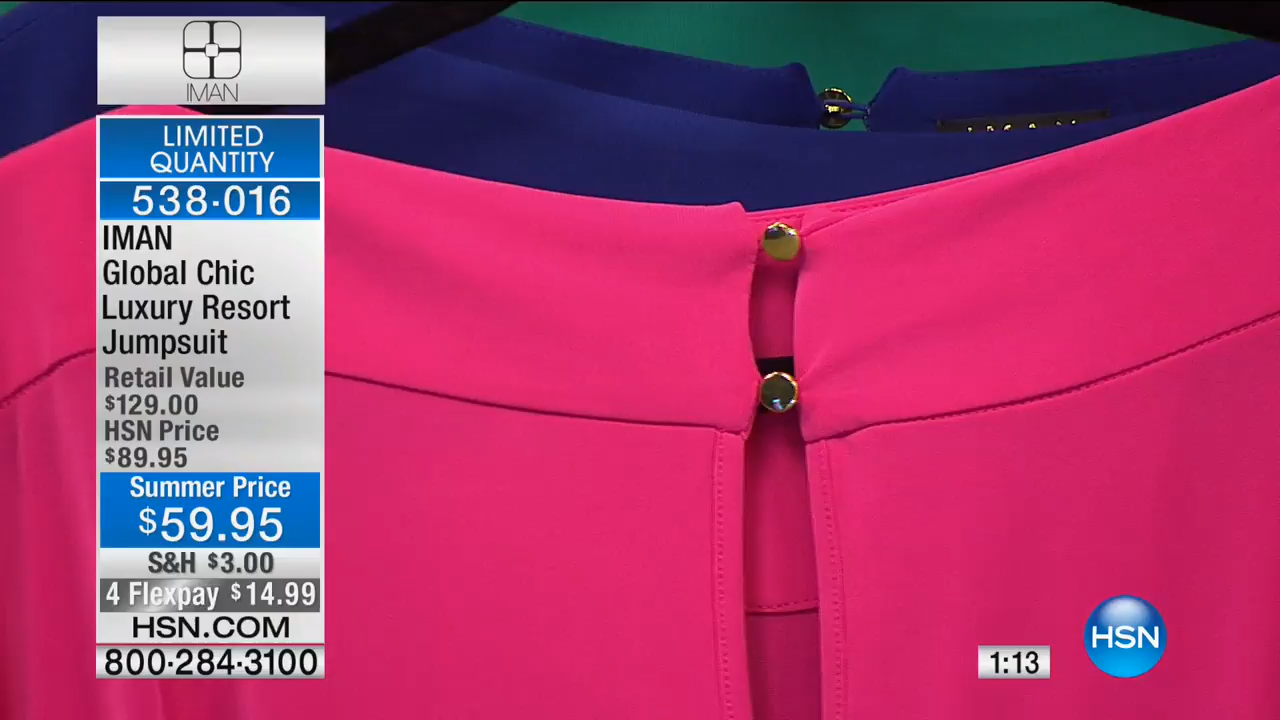 IMAN
LIMITED
QUANTITY
538·016
IMAN
Global Chic
Luxury Resort
Jumpsuit
Retail Value
$129.00
HSN Price
$89.95
Summer Price
$59.95
S&H $3.00
4 Flexpay $14.99
HSN.COM
800·284·3100
1:13
HSN